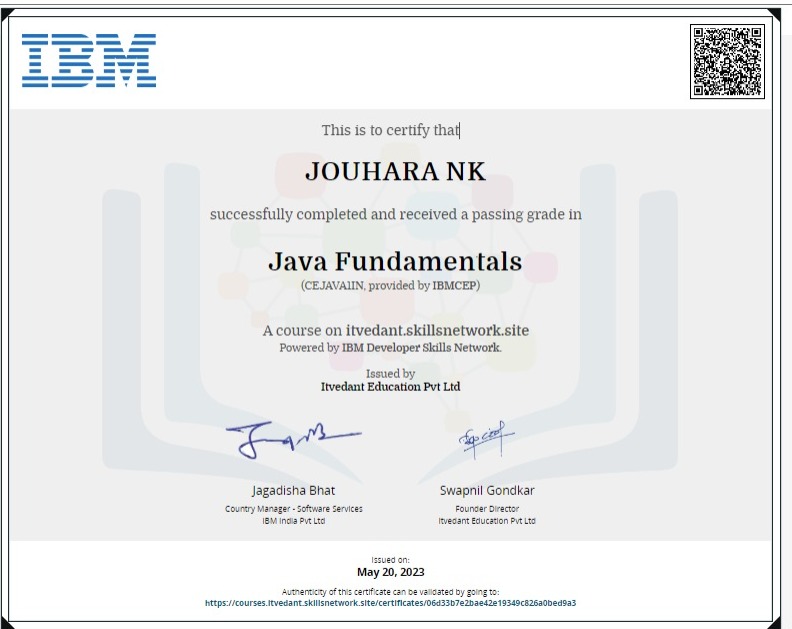 IBM
This is to certify that
JOUHARA NK
successfully completed and received a passing grade in
Java Fundamentals
(CEJAVA1IN, provided by IBMCEP)
A course on itvedant.skillsnetwork.site
Powered by IBM Developer Skills Network.
Issued by
Itvedant Education Pvt Ltd
Jagadisha Bhat
Country Manager - Software Services
IBM India Pvt Ltd
Swapnil Gondkar
Founder Director
Itvedant Education Pvt Ltd
Issued on:
May 20, 2023
Authenticity of this certificate can be validated by going to:
https://courses.itvedant.skillsnetwork.site/certificates/06d33b7e2bae42e19349c826a0bed9a3